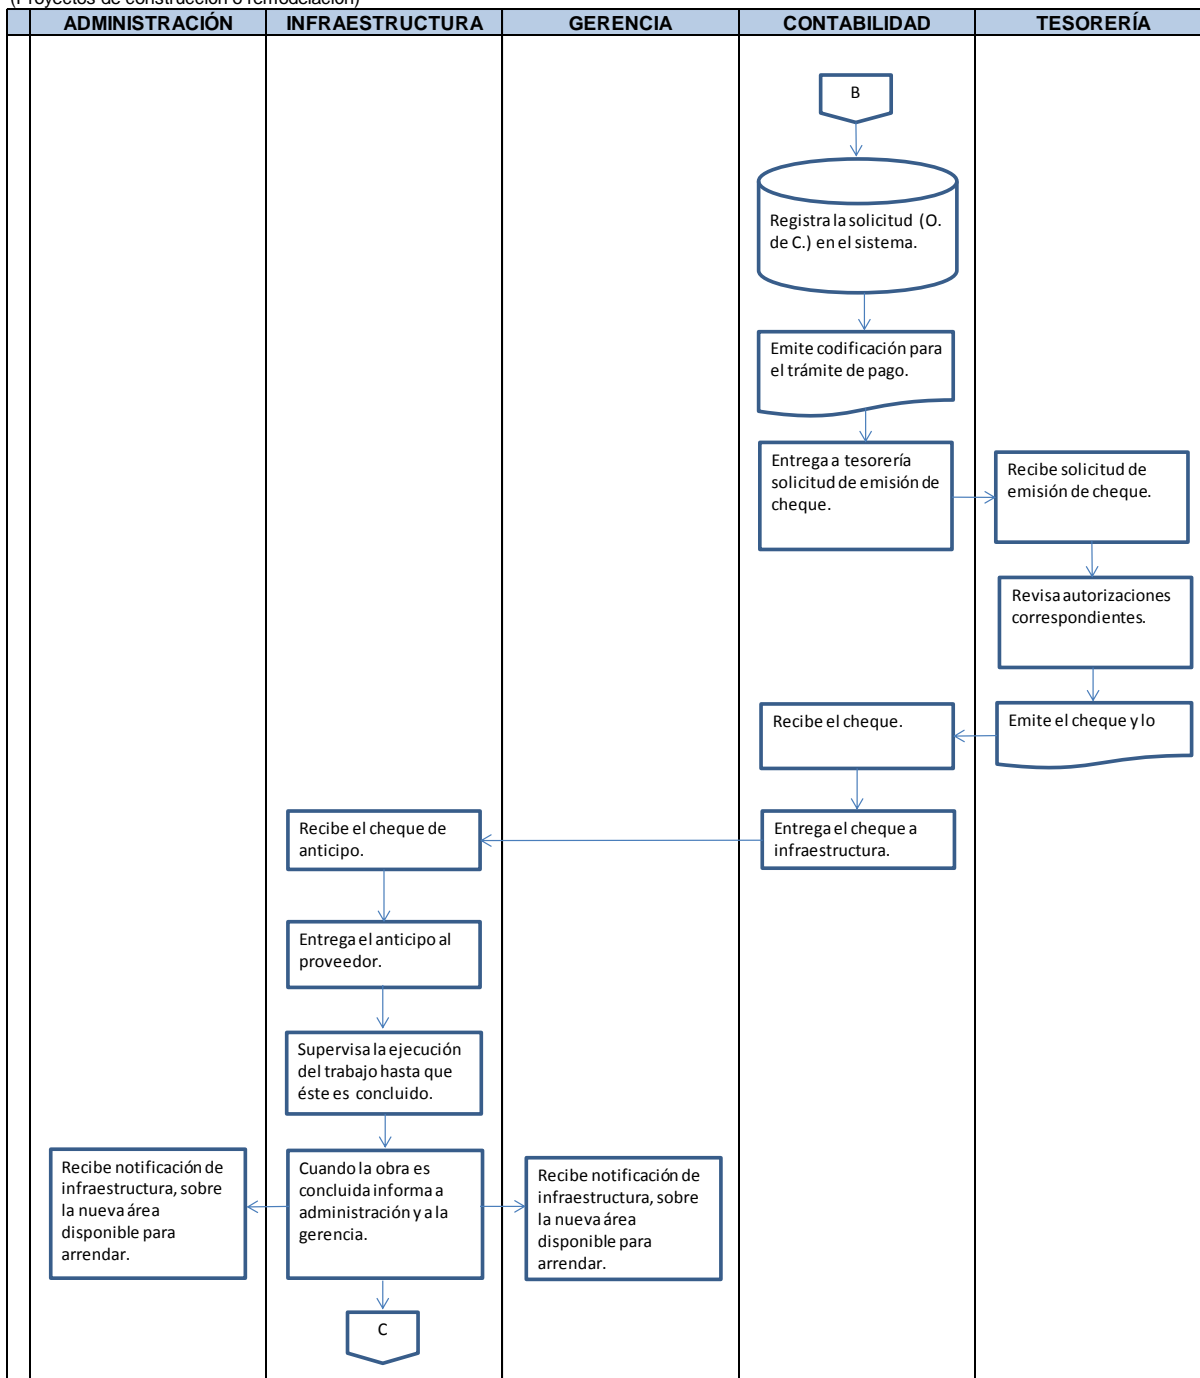 (Proyectos de construcción o remodelación)
ADMINISTRACIÓN INFRAESTRUCTURA GERENCIA CONTABILIDAD TESORERÍA
B
Registra la solicitud (O.
de C.) en el sistema.
Emite codificación para
el trámite de pago.
Entrega a tesorería
solicitud de emisión de
cheque.
Recibe solicitud de
emisión de cheque.
Revisa autorizaciones
correspondientes.
Emite el cheque y lo
Recibe el cheque.
Entrega el cheque a
infraestructura.
Recibe el cheque de
anticipo.
Entrega el anticipo al
proveedor.
Supervisa la ejecución
del trabajo hasta que
éste es concluido.
Cuando la obra es
concluida informa a
administración y a la
gerencia.
Recibe notificación de
infraestructura, sobre
la nueva área
disponible para
arrendar.
Recibe notificación de
infraestructura, sobre
la nueva área
disponible para
arrendar.
C